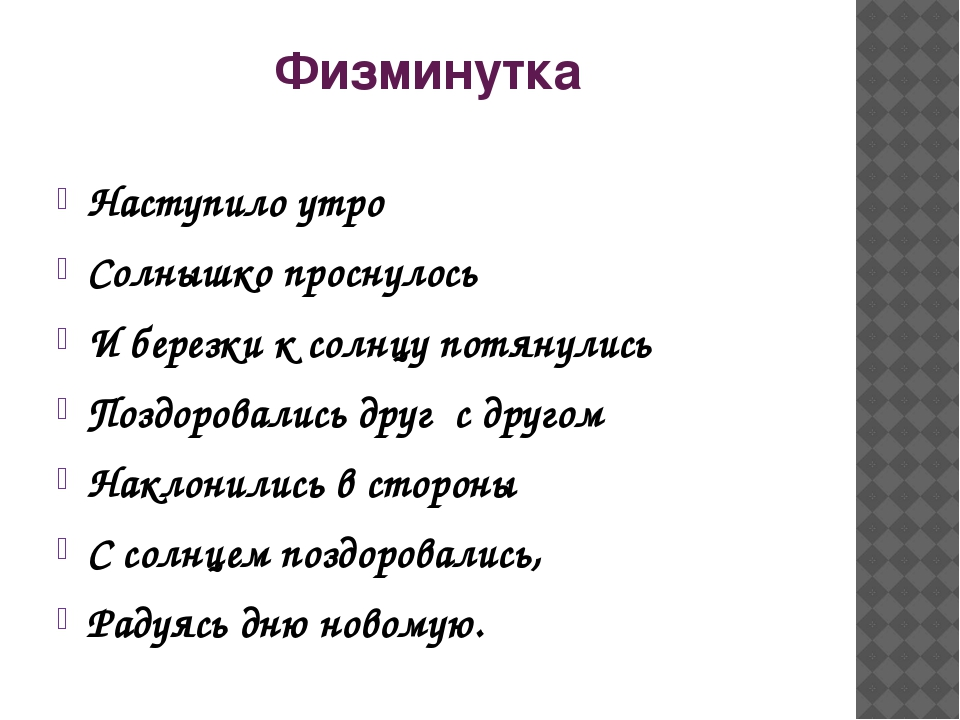 Физминутка
Наступило утро
Солнышко проснулось
И березки к солнцу потянулись
Поздоровались друг  с другом
Наклонились в стороны
С солнцем поздоровались,
Радуясь дню новомую.